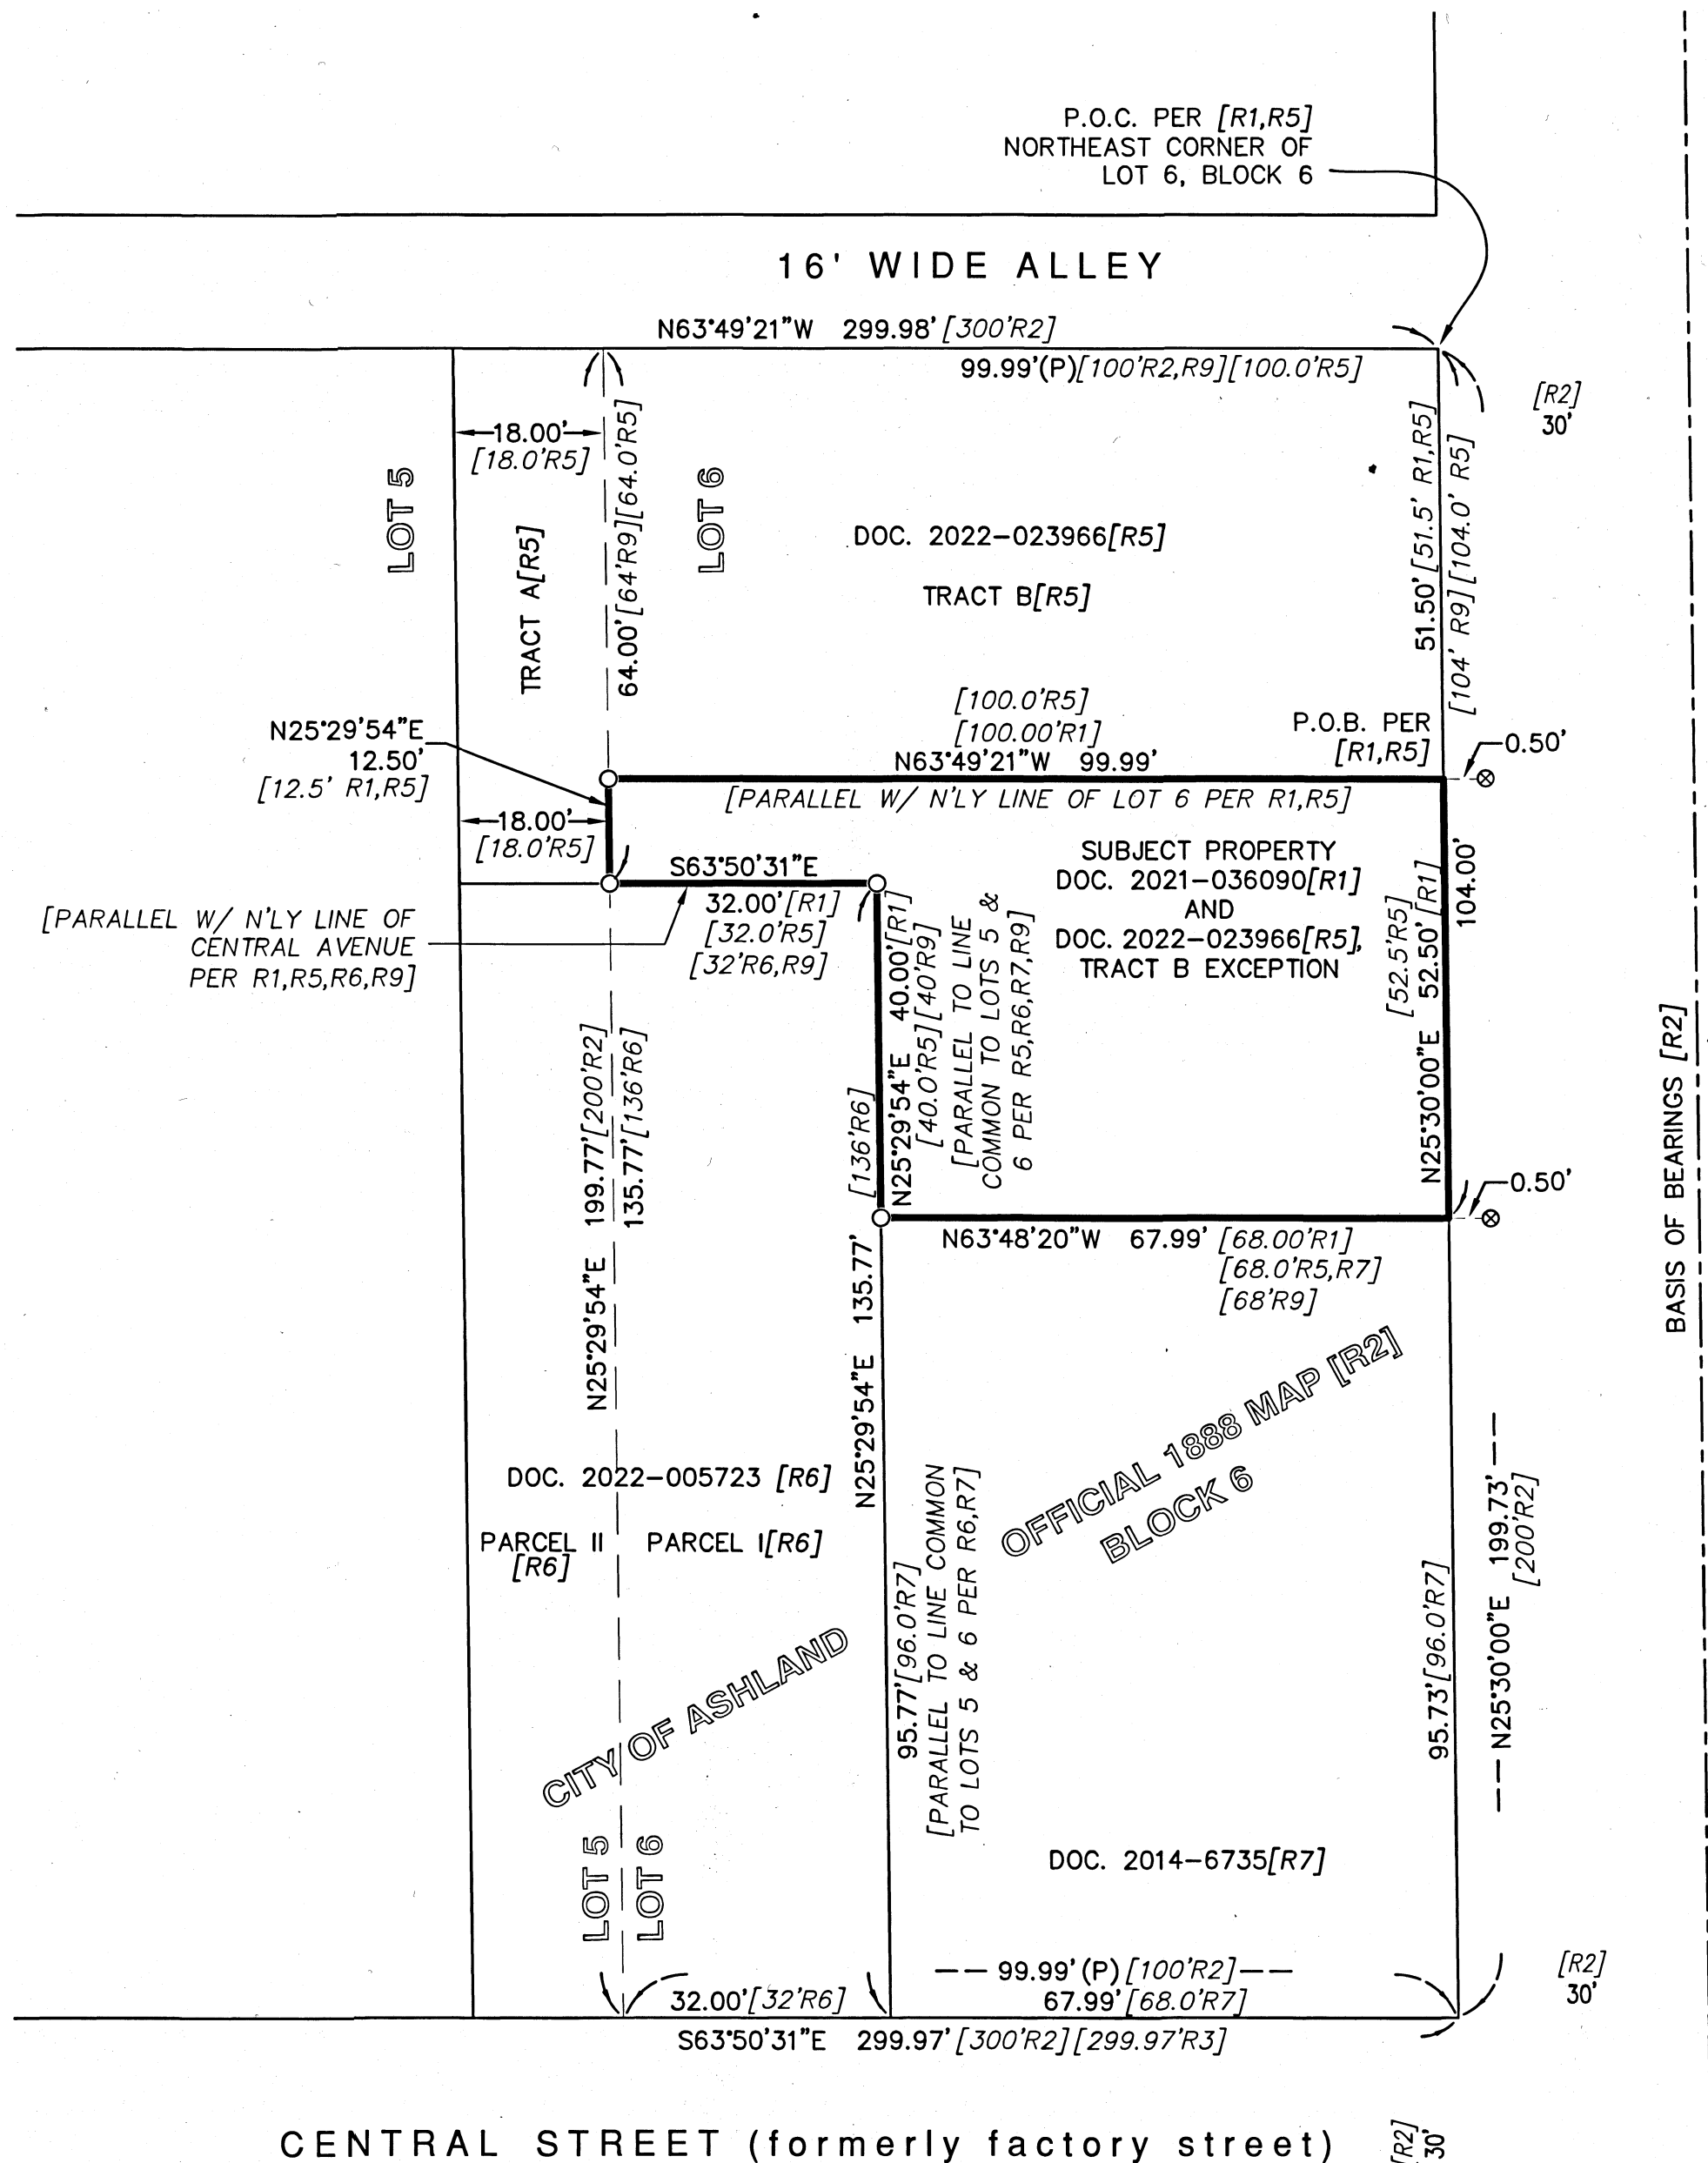 P.O.C. PER [R1,R5]
NORTHEAST CORNER OF
LOT 6, BLOCK 6
16' WIDE ALLEY
N63°49'21"W 299.98' [300'R2]
99.99'(P)[100'R2,R9][100.0'R5]
[R2]
30'
18.00'
[18.0'R5]
LOT 5
TRACT A[R5]
64.00' [64'R9][64.0'R5]
LOT 6
DOC. 2022-023966[R5]
TRACT B[R5]
51.50' [51.5' R1,R5]
[104' R9][104.0' R5]
[100.0'R5]
[100.00'R1]
N63°49'21"W 99.99'
P.O.B. PER
[R1,R5]
0.50'
N25°29'54"E
12.50'
[12.5' R1,R5]
[PARALLEL W/ N'LY LINE OF LOT 6 PER R1,R5]
18.00'
[18.0'R5]
S63°50'31"E
32.00'[R1]
[32.0'R5]
[32'R6,R9]
[PARALLEL W/ N'LY LINE OF
CENTRAL AVENUE
PER R1,R5,R6,R9]
SUBJECT PROPERTY
DOC. 2021-036090[R1]
AND
DOC. 2022-023966[R5],
TRACT B EXCEPTION
[136'R6]
N25°29'54"E 40.00'[R1]
[40.0'R5][40'R9]
[PARALLEL TO LINE
COMMON TO LOTS 5 &
6 PER R5,R6,R7,R9]
[52.5'R5]
N25°30'00"E 52.50' [R1]
104.00'
0.50'
N25°29'54"E 199.77'[200'R2]
135.77'[136'R6]
N63°48'20"W 67.99' [68.00'R1]
[68.0'R5,R7]
[68'R9]
BASIS OF BEARINGS [R2]
N25°29'54"E 135.77'
OFFICIAL 1888 MAP [R2]
BLOCK 6
DOC. 2022-005723 [R6]
PARCEL II
[R6]
PARCEL I[R6]
95.77'[96.0'R7]
[PARALLEL TO LINE COMMON
TO LOTS 5 & 6 PER R6,R7]
95.73'[96.0'R7]
N25°30'00"E 199.73'
[200'R2]
CITY OF ASHLAND
LOT 5
LOT 6
DOC. 2014-6735[R7]
99.99'(P)[100'R2]
32.00'[32'R6]
67.99'[68.0'R7]
[R2]
30'
S63°50'31"E 299.97' [300'R2][299.97'R3]
CENTRAL STREET (formerly factory street)
[R2]
30'